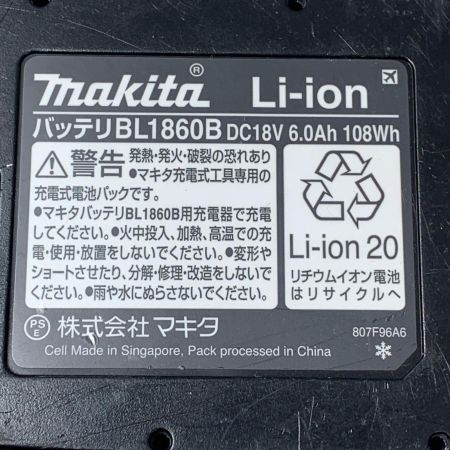 makita® Li-ion
バッテリBL1860B DC18V 6.0Ah 108Wh
警告 発熱・発火・破裂の恐れあり
●マキタ充電式工具専用の
充電式電池パックです。
●マキタバッテリBL1860B用充電器で充電
してください。●火中投入、加熱、高温での充
電・使用・放置をしないでください。●変形や
ショートさせたり、分解・修理・改造をしないで
ください。●雨や水にぬらさないでください。
Li-ion 20
リチウムイオン電池
はリサイクルへ
PSE 株式会社 マキタ
807F96A6
Cell Made in Singapore, Pack processed in China